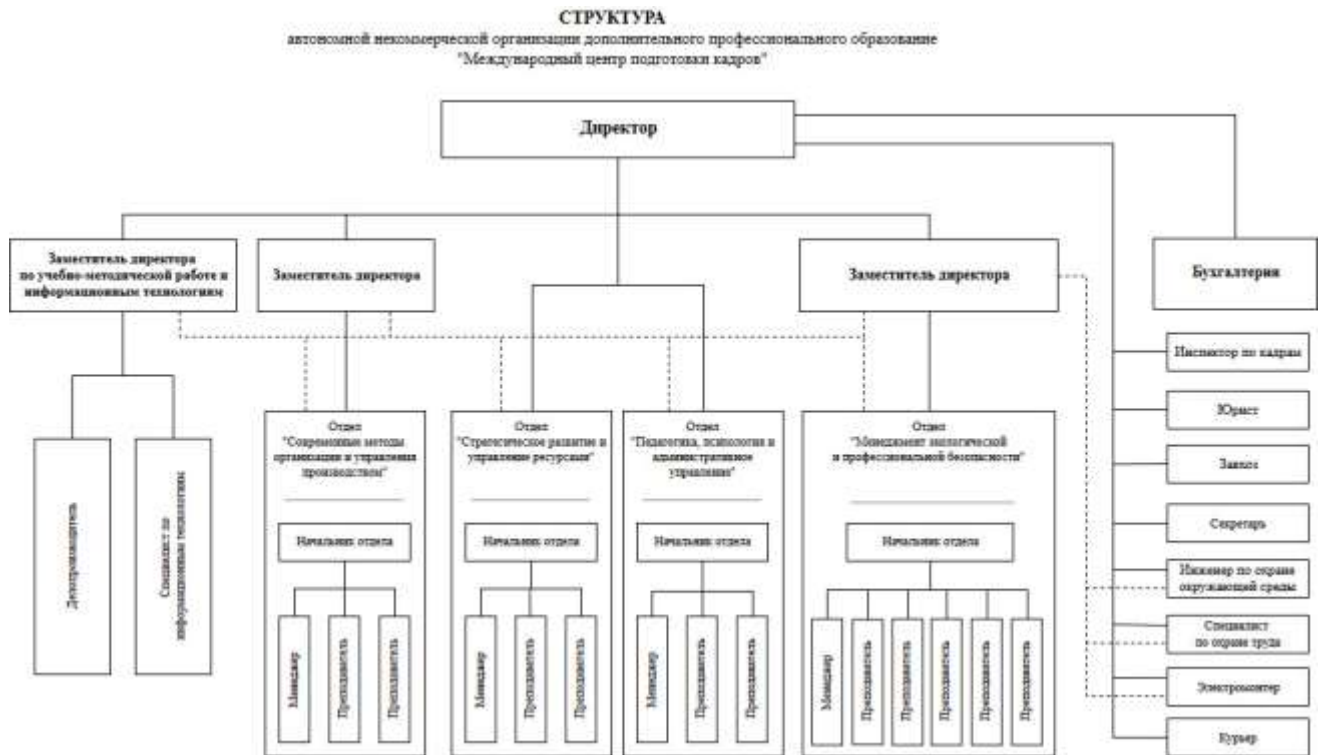 СТРУКТУРА
автономной некоммерческой организации дополнительного профессионального образование
"Международный центр подготовки кадров"
Директор
Заместитель директора
по учебно-методической работе и
информационным технологиям
Заместитель директора
Заместитель директора
Бухгалтерия
Делопроизводитель
Специалист по
информационным технологиям
Отдел
"Современные методы
организации и управления
производством"
Начальник отдела
Менеджер
Преподаватель
Преподаватель
Отдел
"Стратегическое развитие и
управление ресурсами"
Начальник отдела
Менеджер
Преподаватель
Преподаватель
Отдел
"Педагогика, психология и
административное
управление"
Начальник отдела
Менеджер
Преподаватель
Преподаватель
Отдел
"Менеджмент экологической
и профессиональной безопасности"
Начальник отдела
Менеджер
Преподаватель
Преподаватель
Преподаватель
Преподаватель
Преподаватель
Инспектор по кадрам
Юрист
Завхоз
Секретарь
Инженер по охране
окружающей среды
Специалист
по охране труда
Электромонтер
Курьер